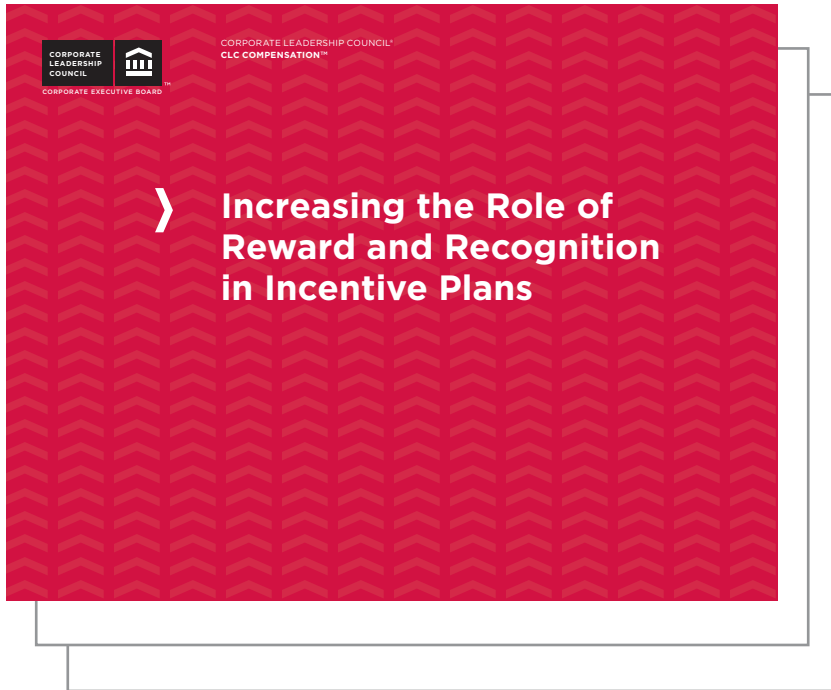 CORPORATE
LEADERSHIP
COUNCIL
™
CORPORATE EXECUTIVE BOARD
CORPORATE LEADERSHIP COUNCIL®
CLC COMPENSATION™
Increasing the Role of
Reward and Recognition
in Incentive Plans